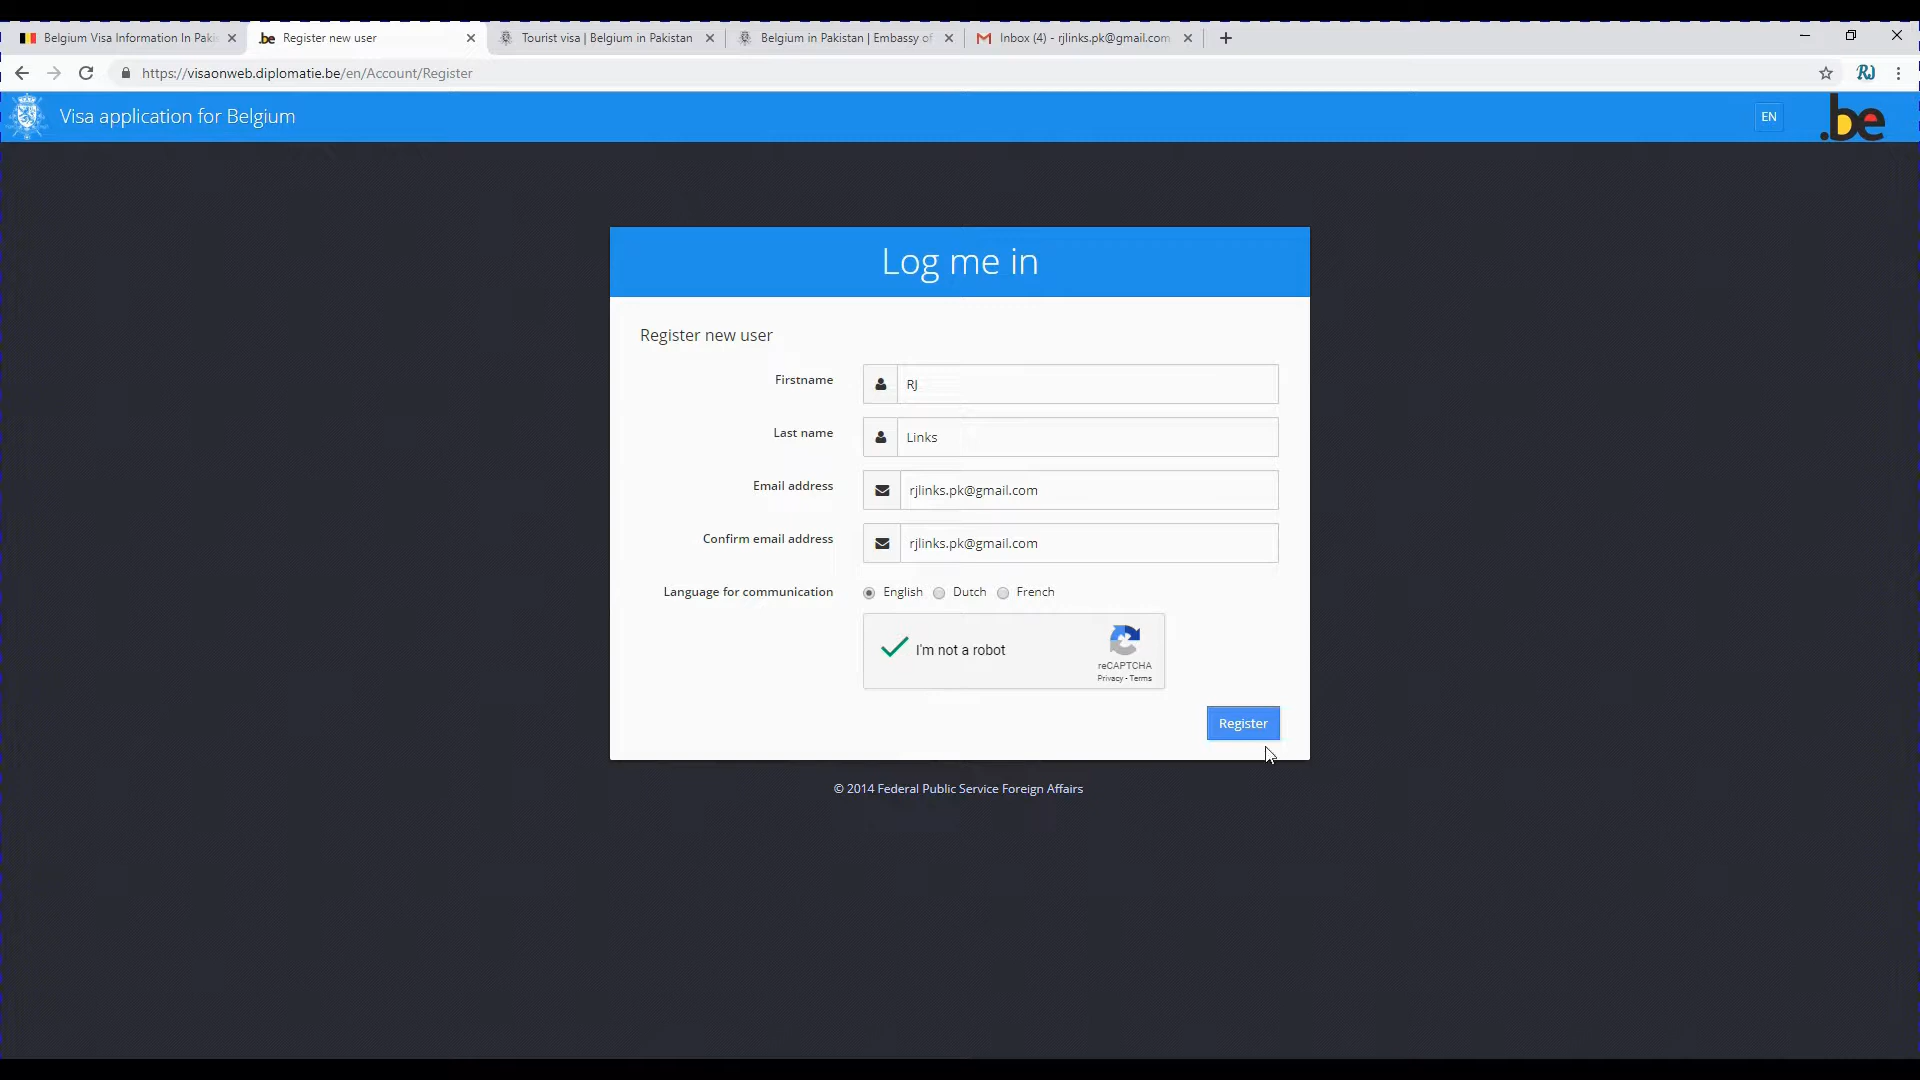 Belgium Visa Information In Pakis
.be Register new user
Tourist visa | Belgium in Pakistan
Belgium in Pakistan | Embassy of
Inbox (4) - rjlinks.pk@gmail.com
https://visaonweb.diplomatie.be/en/Account/Register
RJ
Visa application for Belgium
EN
.be
Log me in
Register new user
Firstname
RJ
Last name
Links
Email address
rjlinks.pk@gmail.com
Confirm email address
rjlinks.pk@gmail.com
Language for communication
English Dutch French
I'm not a robot
reCAPTCHA
Privacy - Terms
Register
© 2014 Federal Public Service Foreign Affairs